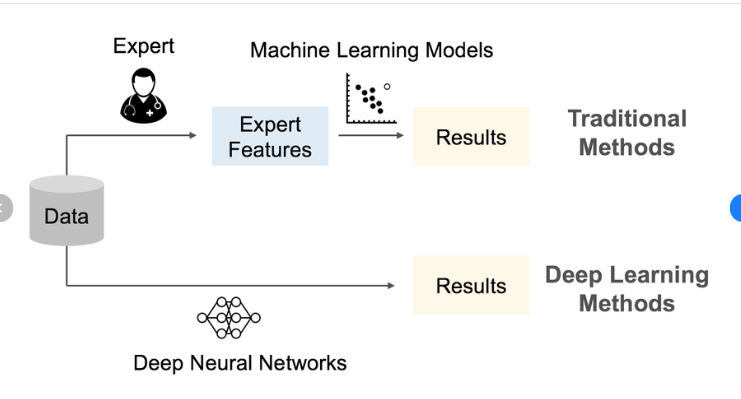 Expert
Machine Learning Models
Expert
Features
Results
Traditional
Methods
Data
Results
Deep Learning
Methods
Deep Neural Networks